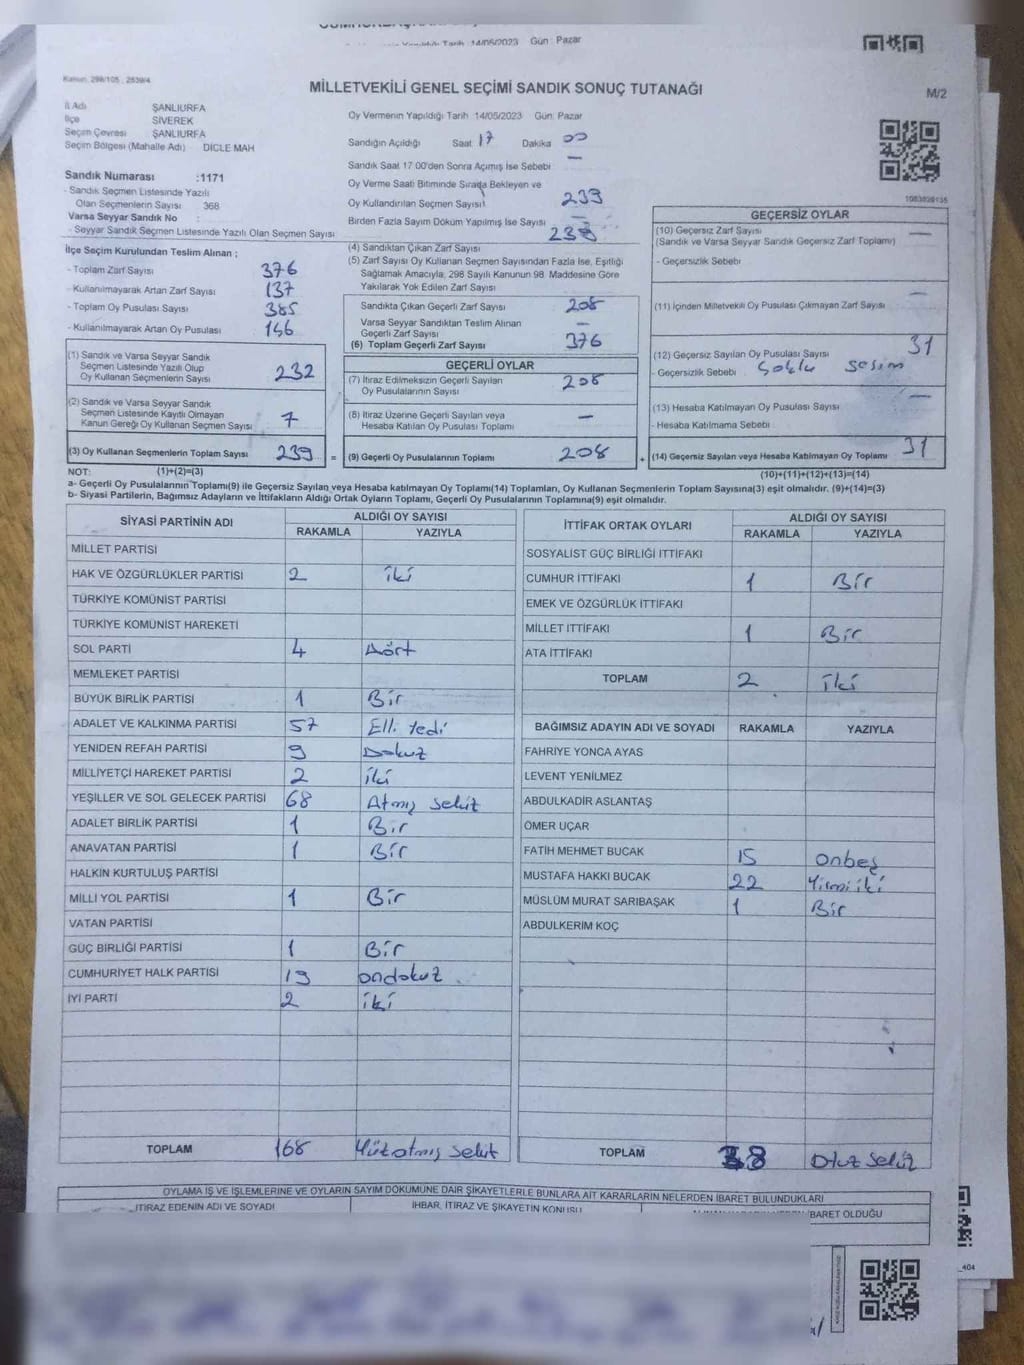 Tarih :14/05/2023 Gün : Pazar
Kanun: 298/105 , 2839/4
MİLLETVEKİLİ GENEL SEÇİMİ SANDIK SONUÇ TUTANAĞI
M/2
İl Adı ŞANLIURFA
İlçe SİVEREK
Seçim Çevresi ŞANLIURFA
Seçim Bölgesi (Mahalle Adı) DİCLE MAH
Oy Vermenin Yapıldığı Tarih 14/05/2023 Gün: Pazar
Sandığın Açıldığı Saat 17 Dakika 00
Sandık Saat 17:00'den Sonra Açımış İse Sebebi —
Oy Verme Saati Bitiminde Sırada Bekleyen ve
Oy Kullandırılan Seçmen Sayısı 239
Birden Fazla Sayım Döküm Yapılmış İse Sayısı —
Sandık Numarası :1171
- Sandık Seçmen Listesinde Yazılı
Olan Seçmenlerin Sayısı 368
Varsa Seyyar Sandık No :
- Seyyar Sandık Seçmen Listesinde Yazılı Olan Seçmen Sayısı
İlçe Seçim Kurulundan Teslim Alınan ;
- Toplam Zarf Sayısı 376
- Kullanılmayarak Artan Zarf Sayısı 137
- Toplam Oy Pusulası Sayısı 385
- Kullanılmayarak Artan Oy Pusulası 146
(1) Sandık ve Varsa Seyyar Sandık
Seçmen Listesinde Yazılı Olup
Oy Kullanan Seçmenlerin Sayısı 232
(2) Sandık ve Varsa Seyyar Sandık
Seçmen Listesinde Kayıtlı Olmayan
Kanun Gereği Oy Kullanan Seçmen Sayısı 7
(3) Oy Kullanan Seçmenlerin Toplam Sayısı 239 =
(4) Sandıktan Çıkan Zarf Sayısı 239
(5) Zarf Sayısı Oy Kullanan Seçmen Sayısından Fazla İse, Eşitliği
Sağlamak Amacıyla, 298 Sayılı Kanunun 98. Maddesine Göre
Yakılarak Yok Edilen Zarf Sayısı
Sandıkta Çıkan Geçerli Zarf Sayısı 208
Varsa Seyyar Sandıktan Teslim Alınan
Geçerli Zarf Sayısı —
(6) Toplam Geçerli Zarf Sayısı 376
GEÇERLİ OYLAR
(7) İtiraz Edilmeksizin Geçerli Sayılan
Oy Pusulalarının Sayısı 208
(8) İtiraz Üzerine Geçerli Sayılan veya
Hesaba Katılan Oy Pusulası Toplamı —
(9) Geçerli Oy Pusulalarının Toplamı 208 +
1083829135
GEÇERSİZ OYLAR
(10) Geçersiz Zarf Sayısı —
(Sandık ve Varsa Seyyar Sandık Geçersiz Zarf Toplamı)
- Geçersizlik Sebebi
(11) İçinden Milletvekili Oy Pusulası Çıkmayan Zarf Sayısı —
(12) Geçersiz Sayılan Oy Pusulası Sayısı 31
- Geçersizlik Sebebi
(13) Hesaba Katılmayan Oy Pusulası Sayısı —
- Hesaba Katılmama Sebebi
(14) Geçersiz Sayılan veya Hesaba Katılmayan Oy Toplamı 31
NOT: (1)+(2)=(3) (10)+(11)+(12)+(13)=(14)
a- Geçerli Oy Pusulalarının Toplamı(9) ile Geçersiz Sayılan veya Hesaba katılmayan Oy Toplamı(14) Toplamları, Oy Kullanan Seçmenlerin Toplam Sayısına(3) eşit olmalıdır. (9)+(14)=(3)
b- Siyasi Partilerin, Bağımsız Adayların ve İttifakların Aldığı Ortak Oyların Toplamı, Geçerli Oy Pusulalarının Toplamına(9) eşit olmalıdır.
SİYASİ PARTİNİN ADI ALDIĞI OY SAYISI
RAKAMLA YAZIYLA
MİLLET PARTİSİ
HAK VE ÖZGÜRLÜKLER PARTİSİ 2 iki
TÜRKİYE KOMÜNİST PARTİSİ
TÜRKİYE KOMÜNİST HAREKETİ
SOL PARTİ 4 Dört
MEMLEKET PARTİSİ
BÜYÜK BİRLİK PARTİSİ 1 Bir
ADALET VE KALKINMA PARTİSİ 57 Elli Yedi
YENİDEN REFAH PARTİSİ 9 Dokuz
MİLLİYETÇİ HAREKET PARTİSİ 2 iki
YEŞİLLER VE SOL GELECEK PARTİSİ 68 Atmış sekiz
ADALET BİRLİK PARTİSİ 1 Bir
ANAVATAN PARTİSİ 1 Bir
HALKIN KURTULUŞ PARTİSİ
MİLLİ YOL PARTİSİ 1 Bir
VATAN PARTİSİ
GÜÇ BİRLİĞİ PARTİSİ 1 Bir
CUMHURİYET HALK PARTİSİ 19 ondokuz
İYİ PARTİ 2 iki
TOPLAM 168 Yüzatmış sekiz
İTTİFAK ORTAK OYLARI ALDIĞI OY SAYISI
RAKAMLA YAZIYLA
SOSYALİST GÜÇ BİRLİĞİ İTTİFAKI
CUMHUR İTTİFAKI 1 Bir
EMEK VE ÖZGÜRLÜK İTTİFAKI
MİLLET İTTİFAKI 1 Bir
ATA İTTİFAKI
TOPLAM 2 iki
BAĞIMSIZ ADAYIN ADI VE SOYADI RAKAMLA YAZIYLA
FAHRİYE YONCA AYAS
LEVENT YENİLMEZ
ABDULKADİR ASLANTAŞ
ÖMER UÇAR
FATİH MEHMET BUCAK 15 onbeş
MUSTAFA HAKKI BUCAK 22 Yirmi iki
MÜSLÜM MURAT SARIBAŞAK 1 Bir
ABDULKERİM KOÇ
TOPLAM 38 Otuz sekiz
OYLAMA İŞ VE İŞLEMLERİNE VE OYLARIN SAYIM DÖKÜMÜNE DAİR ŞİKAYETLERLE BUNLARA AİT KARARLARIN NELERDEN İBARET BULUNDUKLARI
İTİRAZ EDENİN ADI VE SOYADI İHBAR, İTİRAZ VE ŞİKAYETİN KONUSU İBARET OLDUĞU
_404